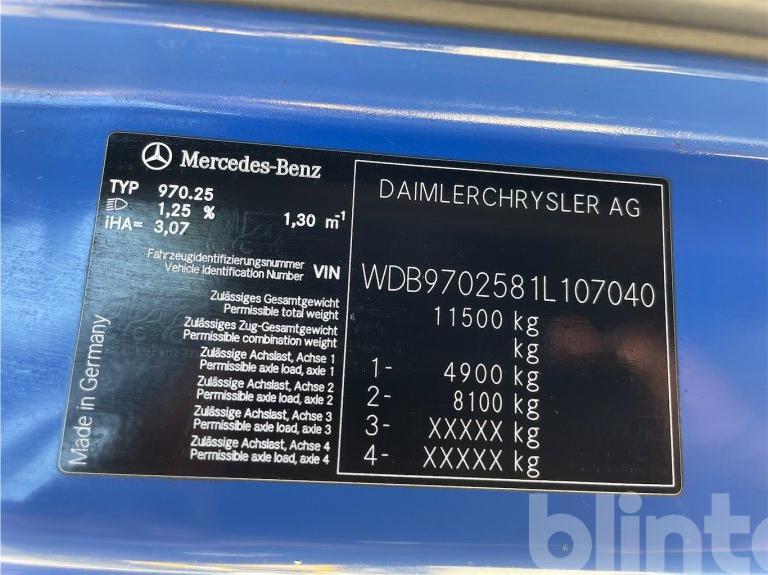 Mercedes-Benz
TYP 970.25
1,25 % 1,30 m-1
iHA= 3,07
DAIMLERCHRYSLER AG
Fahrzeugidentifizierungsnummer
Vehicle Identification Number VIN WDB9702581L107040
Zulässiges Gesamtgewicht
Permissible total weight 11500 kg
Zulässiges Zug-Gesamtgewicht
Permissible combination weight kg
Zulässige Achslast, Achse 1
Permissible axle load, axle 1 1- 4900 kg
Zulässige Achslast, Achse 2
Permissible axle load, axle 2 2- 8100 kg
Zulässige Achslast, Achse 3
Permissible axle load, axle 3 3- XXXXX kg
Zulässige Achslast, Achse 4
Permissible axle load, axle 4 4- XXXXX kg
Made in Germany